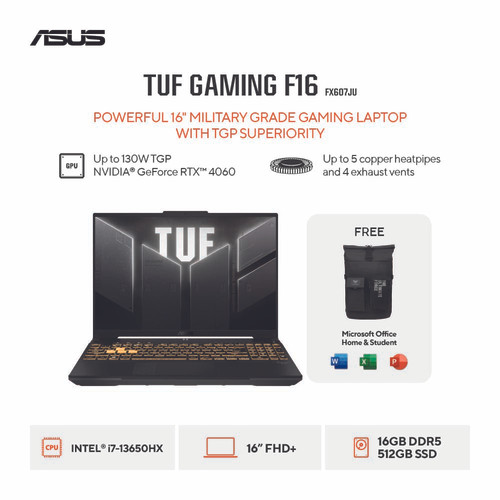 ASUS
TUF GAMING F16 FX607JU
POWERFUL 16" MILITARY GRADE GAMING LAPTOP
WITH TGP SUPERIORITY
GPU
Up to 130W TGP
NVIDIA® GeForce RTX™ 4060
Up to 5 copper heatpipes
and 4 exhaust vents
TUF
FREE
Microsoft Office
Home & Student
W
X
P
CPU
INTEL® i7-13650HX
16" FHD+
16GB DDR5
512GB SSD